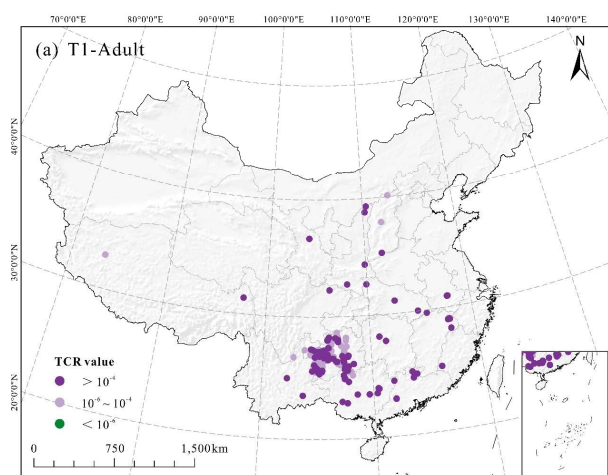 70°0'0"E 80°0'0"E 90°0'0"E 100°0'0"E 110°0'0"E 120°0'0"E 130°0'0"E 140°0'0"E
(a) T1-Adult
N
40°0'0"N
30°0'0"N
20°0'0"N
TCR value
> 10⁻⁴
10⁻⁶ ~ 10⁻⁴
< 10⁻⁶
0 750 1,500 km